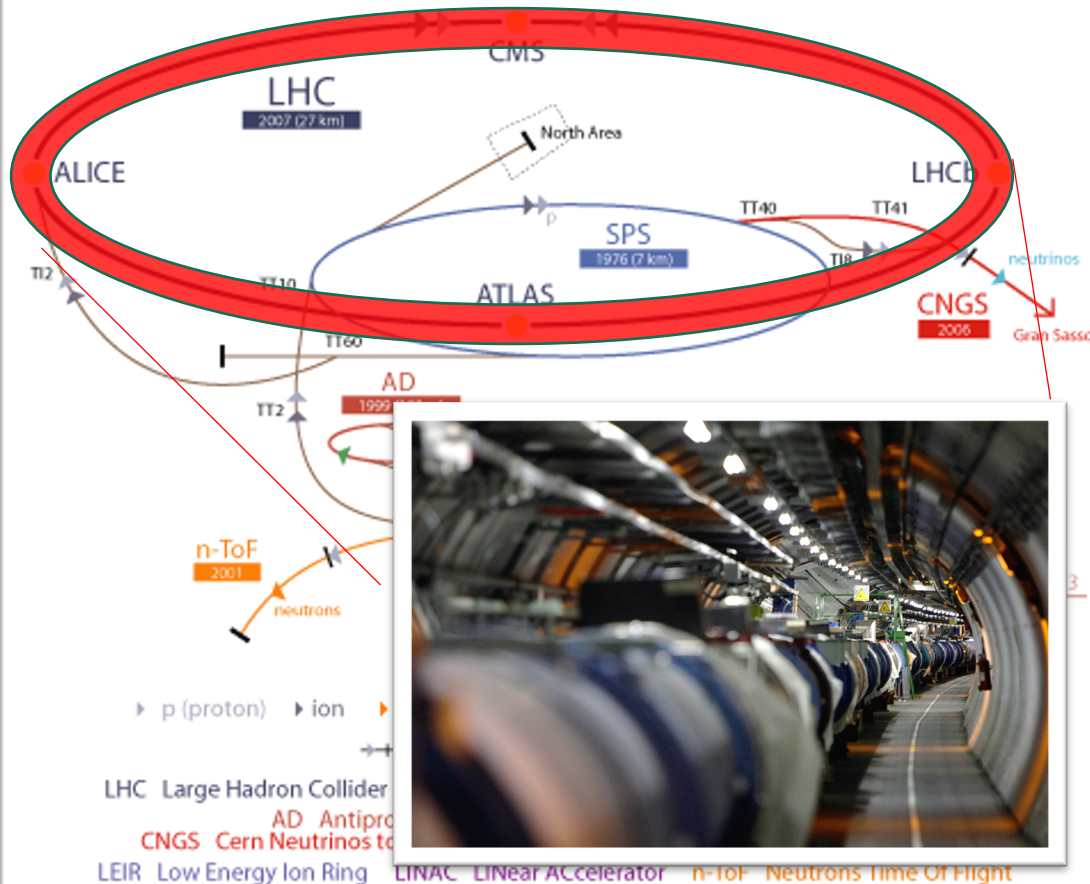 CMS
LHC
2007 (27 km)
North Area
ALICE
LHCb
TT40
TT41
p
SPS
1976 (7 km)
TI8
neutrinos
TI2
TT10
ATLAS
CNGS
2006
Gran Sasso
TT60
AD
1999
TT2
n-ToF
2001
neutrons
3
p (proton)
ion
LHC Large Hadron Collider
AD Antipro
CNGS Cern Neutrinos to
LEIR Low Energy Ion Ring LINAC LINear ACcelerator n-ToF Neutrons Time Of Flight